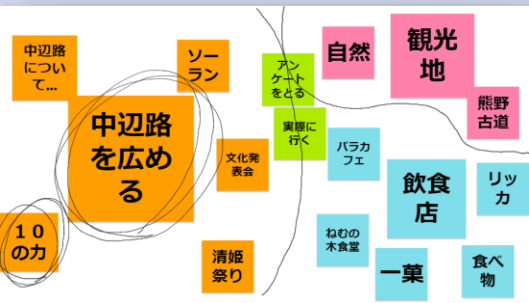 中辺路
につい
て...
ソー
ラン
中辺路
を広め
る
文化発
表会
１０
の力
清姫
祭り
アン
ケート
をとる
実際に
行く
自然
観光
地
熊野
古道
バラカ
フェ
飲食
店
リッ
カ
ねむの
木食堂
一菓
食べ
物